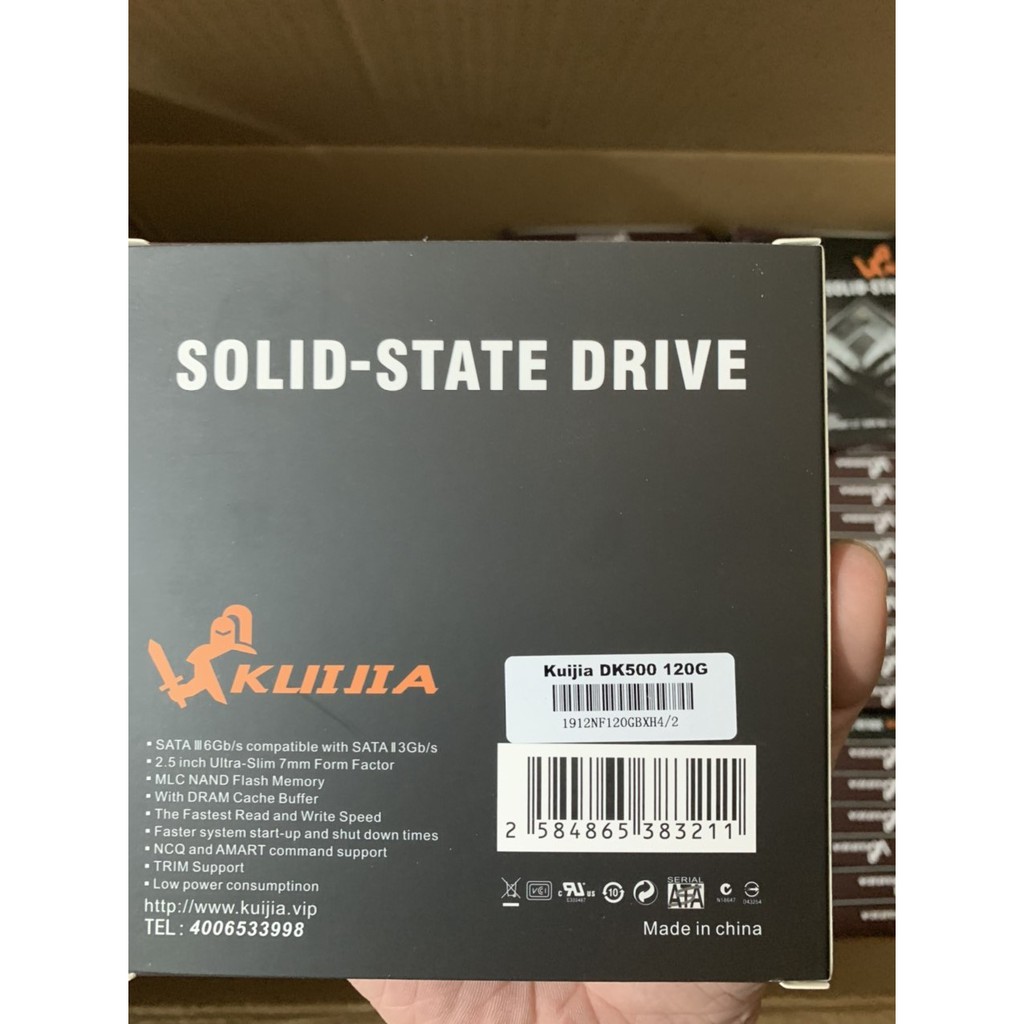 SOLID-STATE DRIVE
KUIJIA
Kuijia DK500 120G
1912NF120GBXH4/2
▪ SATA Ⅲ 6Gb/s compatible with SATA Ⅱ 3Gb/s
▪ 2.5 inch Ultra-Slim 7mm Form Factor
▪ MLC NAND Flash Memory
▪ With DRAM Cache Buffer
▪ The Fastest Read and Write Speed
▪ Faster system start-up and shut down times
▪ NCQ and AMART command support
▪ TRIM Support
▪ Low power consumptinon
http://www.kuijia.vip
TEL : 4006533998
2 584865 383211
SERIAL
SATA
Made in china